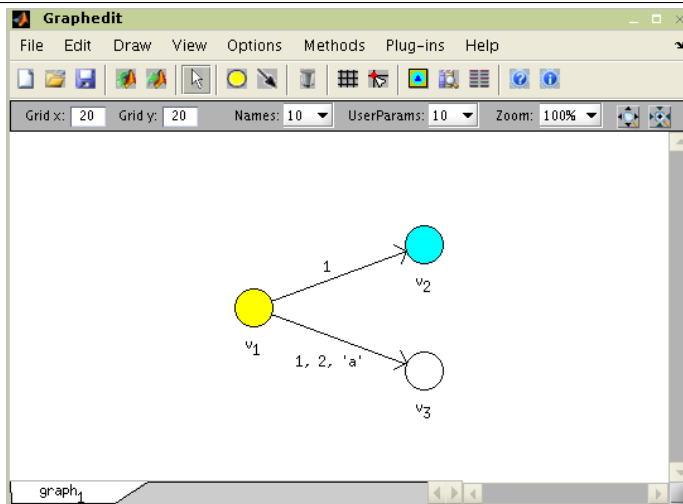 Graphedit
File Edit Draw View Options Methods Plug-ins Help
Grid x: 20 Grid y: 20 Names: 10 UserParams: 10 Zoom: 100%
1
v2
v1
1, 2, 'a'
v3
graph1